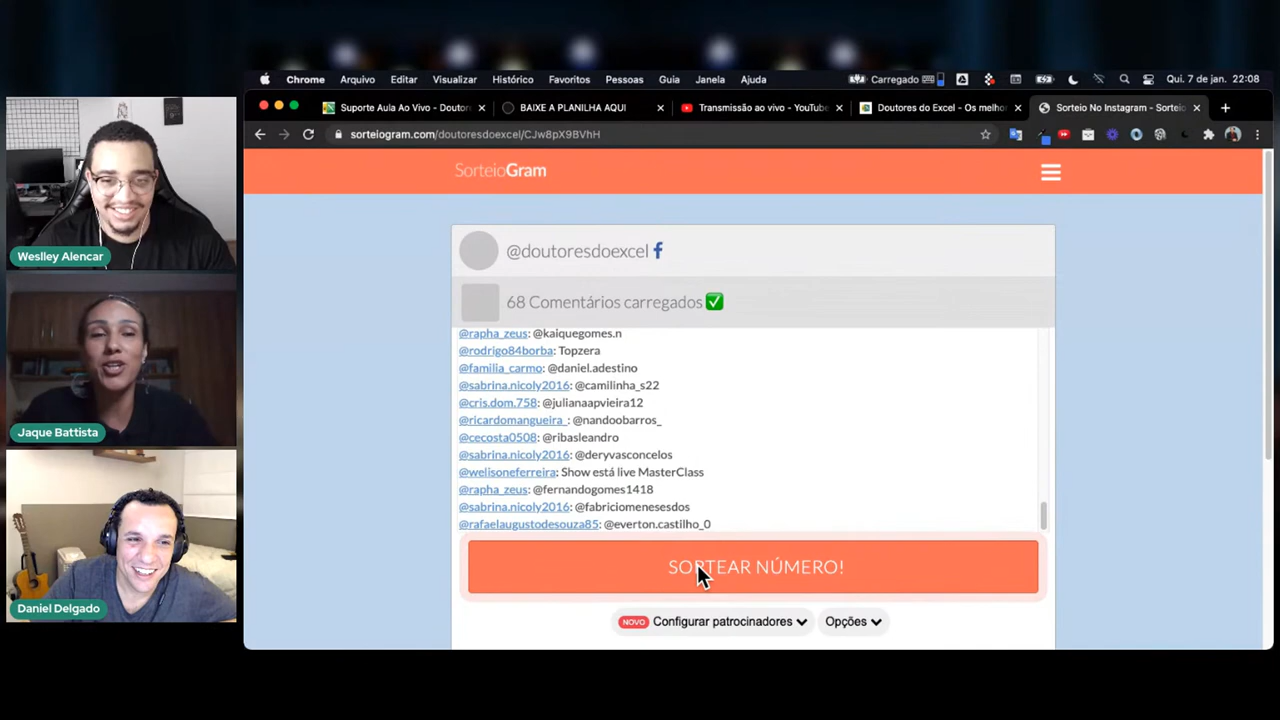 Chrome Arquivo Editar Visualizar Histórico Favoritos Pessoas Guia Janela Ajuda Carregado Qui. 7 de jan. 22:08
Suporte Aula Ao Vivo - Doutor BAIXE A PLANILHA AQUI! Transmissão ao vivo - YouTube Doutores do Excel - Os melho Sorteio No Instagram - Sorteio
sorteiogram.com/doutoresdoexcel/CJw8pX9BVhH
SorteioGram
@doutoresdoexcel
68 Comentários carregados
@rapha_zeus: @kaiquegomes.n
@rodrigo84borba: Topzera
@familia_carmo: @daniel.adestino
@sabrina.nicoly2016: @camilinha_s22
@cris.dom.758: @julianaapvieira12
@ricardomangueira_: @nandoobarros_
@cecosta0508: @ribasleandro
@sabrina.nicoly2016: @deryvasconcelos
@welisoneferreira: Show está live MasterClass
@rapha_zeus: @fernandogomes1418
@sabrina.nicoly2016: @fabriciomenesesdos
@rafaelaugustodesouza85: @everton.castilho_0
SORTEAR NÚMERO!
NOVO Configurar patrocinadores Opções
Weslley Alencar
Jaque Battista
Daniel Delgado